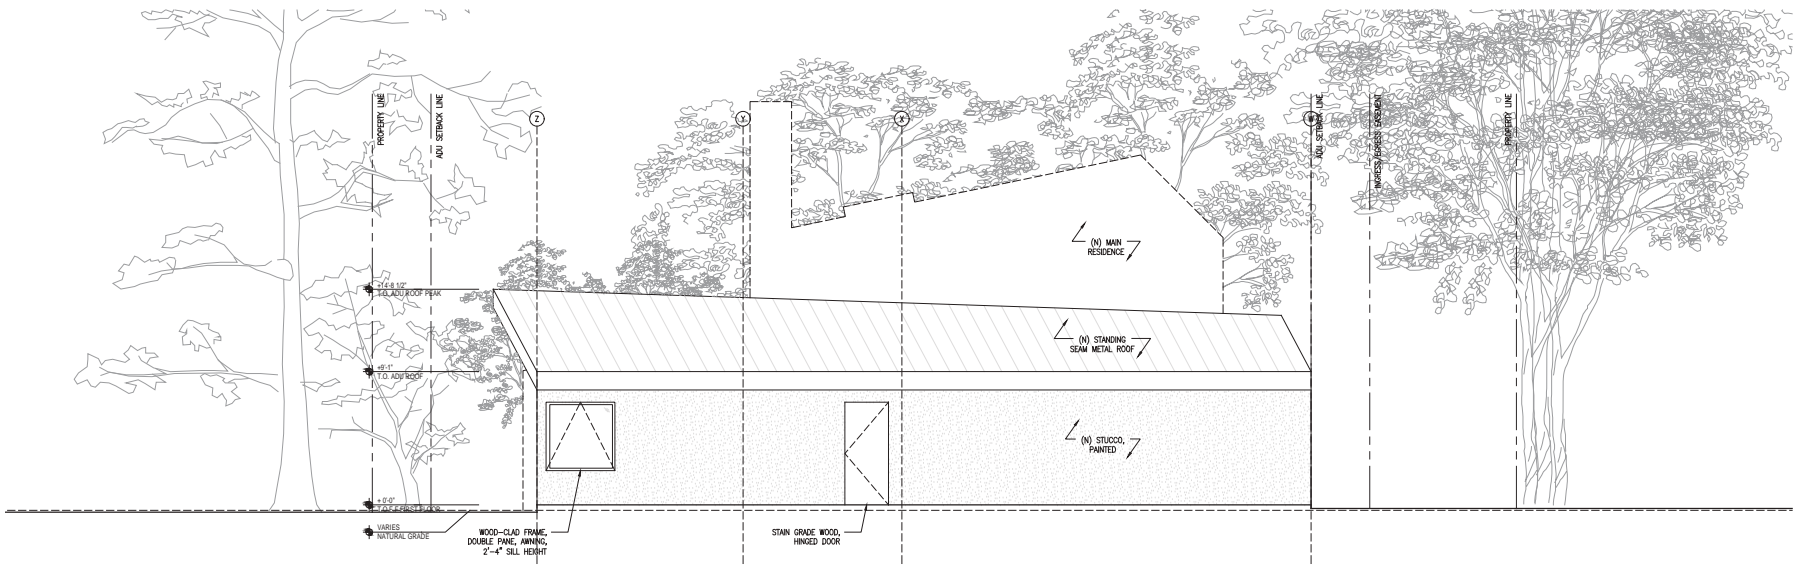 PROPERTY LINE
ADU SETBACK LINE
Z
Y
X
W
ADU SETBACK LINE
INGRESS/EGRESS EASEMENT
PROPERTY LINE
(N) MAIN
RESIDENCE
+14'-8 1/2"
T.O. ADU ROOF PEAK
(N) STANDING
SEAM METAL ROOF
+9'-1"
T.O. ADU ROOF
(N) STUCCO,
PAINTED
+ 0'-0"
T.O.F.F FIRST FLOOR
VARIES
NATURAL GRADE
WOOD-CLAD FRAME,
DOUBLE PANE, AWNING,
2'-4" SILL HEIGHT
STAIN GRADE WOOD,
HINGED DOOR